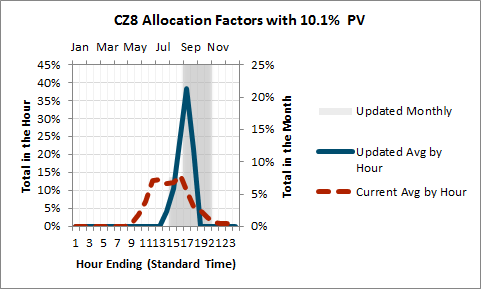 CZ8 Allocation Factors with 10.1% PV
Jan Mar May Jul Sep Nov
45%
40%
35%
30%
25%
20%
15%
10%
5%
0%
Total in the Hour
25%
20%
15%
10%
5%
0%
Total in the Month
1 3 5 7 9 11 13 15 17 19 21 23
Hour Ending (Standard Time)
Updated Monthly
Updated Avg by
Hour
Current Avg by Hour